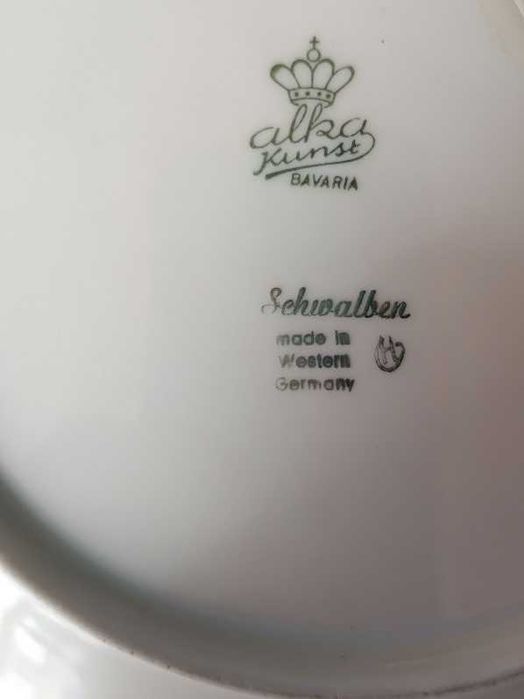 alka
Kunst
BAVARIA
Schwalben
made in
Western
Germany